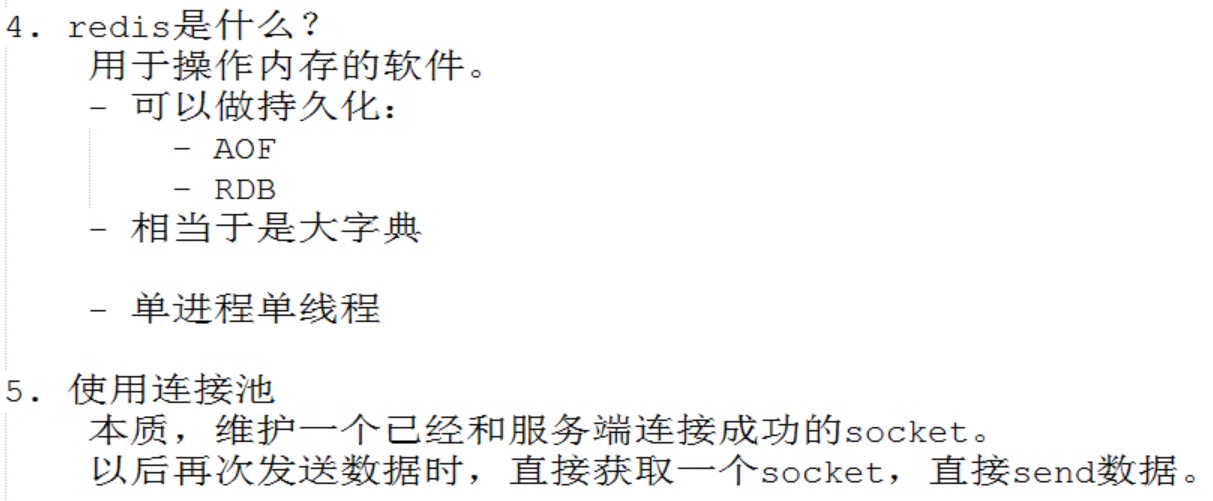 4. redis是什么?
用于操作内存的软件。
- 可以做持久化:
- AOF
- RDB
- 相当于是大字典
- 单进程单线程
5. 使用连接池
本质，维护一个已经和服务端连接成功的socket。
以后再次发送数据时，直接获取一个socket，直接send数据。